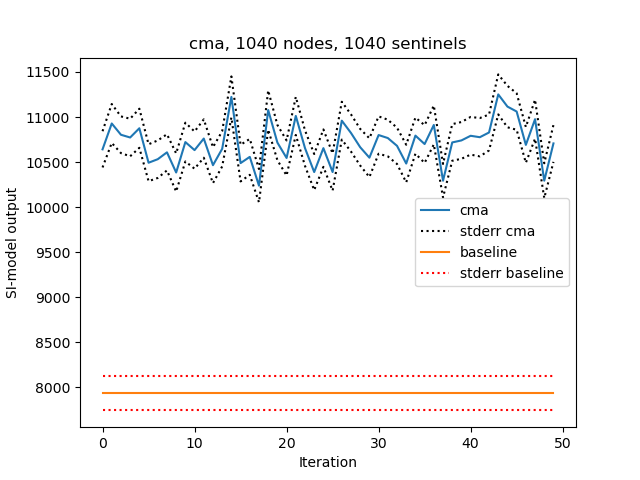 cma, 1040 nodes, 1040 sentinels
SI-model output
11500
11000
10500
10000
9500
9000
8500
8000
cma
stderr cma
baseline
stderr baseline
0 10 20 30 40 50
Iteration